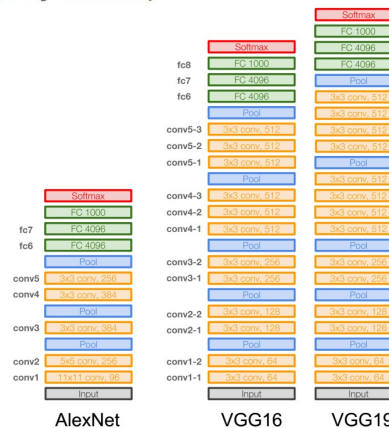 Softmax
FC 1000
fc7 FC 4096
fc6 FC 4096
Pool
conv5 3x3 conv, 256
conv4 3x3 conv, 384
Pool
conv3 3x3 conv, 384
Pool
conv2 5x5 conv, 256
conv1 11x11 conv, 96
Input
AlexNet
Softmax
fc8 FC 1000
fc7 FC 4096
fc6 FC 4096
Pool
conv5-3 3x3 conv, 512
conv5-2 3x3 conv, 512
conv5-1 3x3 conv, 512
Pool
conv4-3 3x3 conv, 512
conv4-2 3x3 conv, 512
conv4-1 3x3 conv, 512
Pool
conv3-2 3x3 conv, 256
conv3-1 3x3 conv, 256
Pool
conv2-2 3x3 conv, 128
conv2-1 3x3 conv, 128
Pool
conv1-2 3x3 conv, 64
conv1-1 3x3 conv, 64
Input
VGG16
Softmax
FC 1000
FC 4096
FC 4096
Pool
3x3 conv, 512
3x3 conv, 512
3x3 conv, 512
3x3 conv, 512
Pool
3x3 conv, 512
3x3 conv, 512
3x3 conv, 512
3x3 conv, 512
Pool
3x3 conv, 256
3x3 conv, 256
Pool
3x3 conv, 128
3x3 conv, 128
Pool
3x3 conv, 64
3x3 conv, 64
Input
VGG19